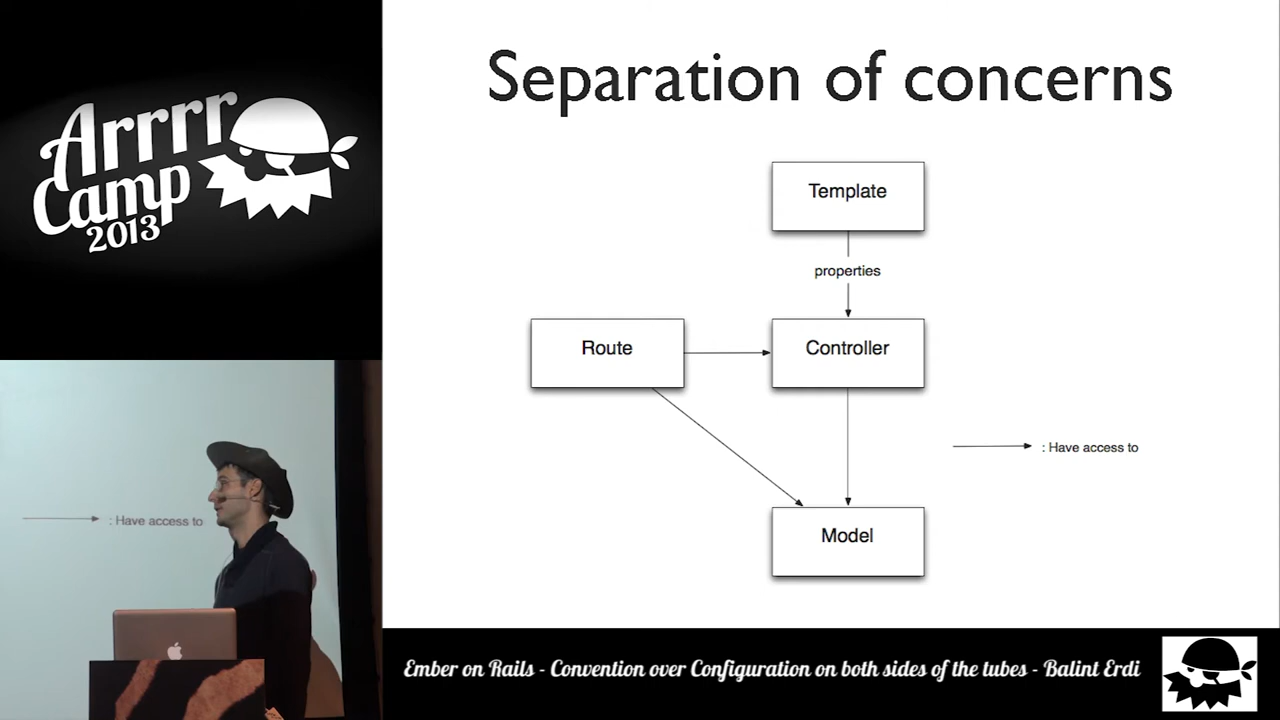 Arrrr
Camp
2013
Separation of concerns
Template
properties
Route
Controller
: Have access to
Model
: Have access to
Ember on Rails - Convention over Configuration on both sides of the tubes - Balint Erdi